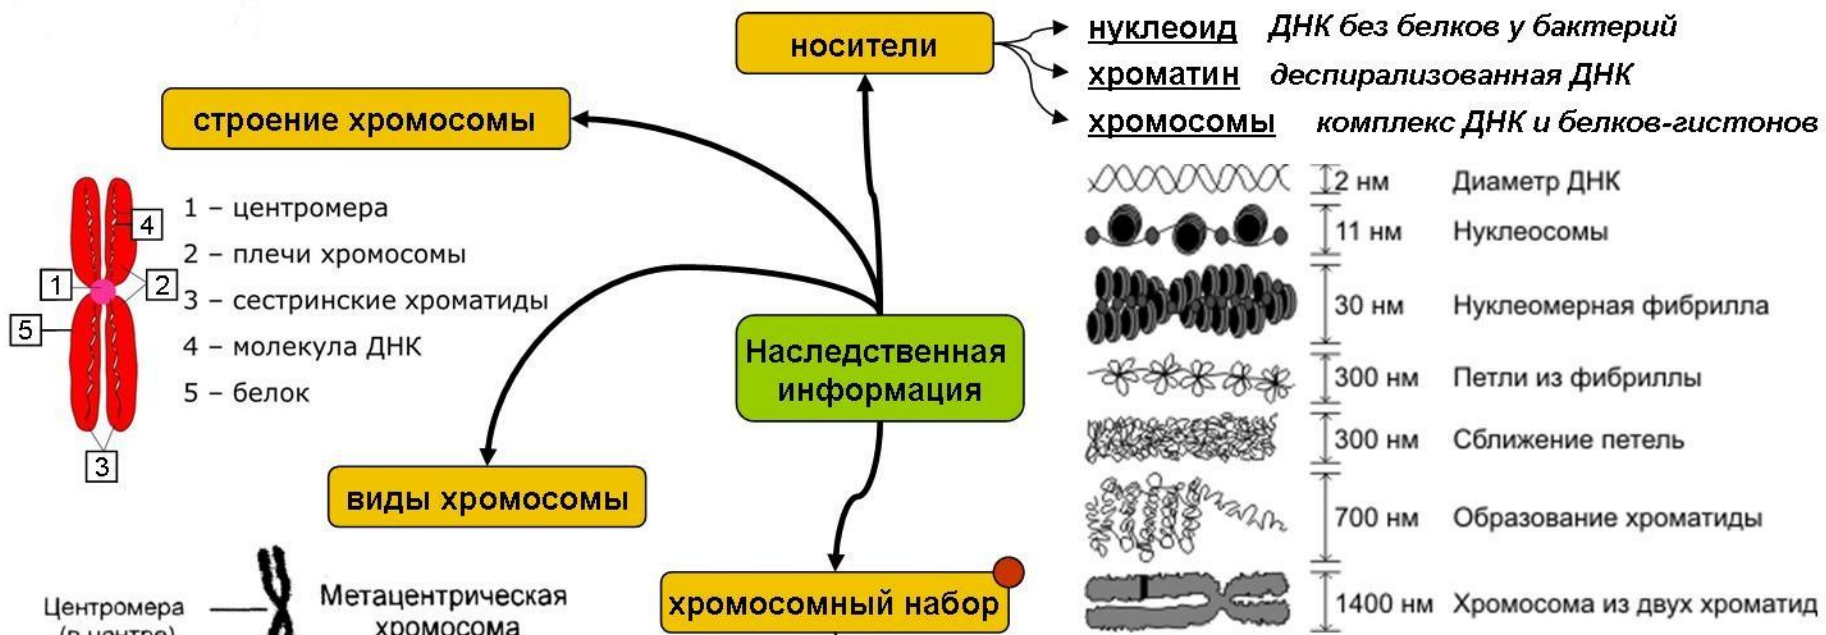 носители
нуклеоид ДНК без белков у бактерий
хроматин деспирализованная ДНК
хромосомы комплекс ДНК и белков-гистонов
строение хромосомы
1 – центромера
2 – плечи хромосомы
3 – сестринские хроматиды
4 – молекула ДНК
5 – белок
4
1
2
5
3
Наследственная
информация
виды хромосомы
хромосомный набор
Центромера
(в центре)
Метацентрическая
хромосома
2 нм Диаметр ДНК
11 нм Нуклеосомы
30 нм Нуклеомерная фибрилла
300 нм Петли из фибриллы
300 нм Сближение петель
700 нм Образование хроматиды
1400 нм Хромосома из двух хроматид